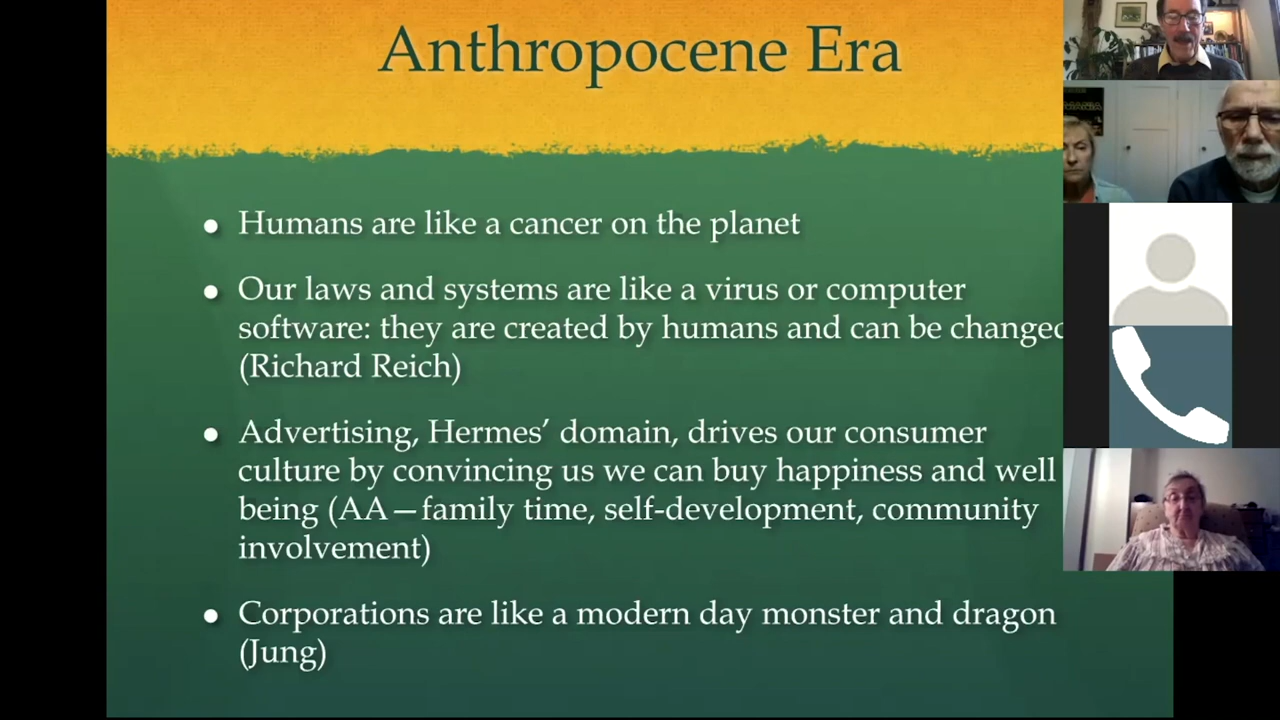 Anthropocene Era
• Humans are like a cancer on the planet
• Our laws and systems are like a virus or computer
software: they are created by humans and can be changed
(Richard Reich)
• Advertising, Hermes’ domain, drives our consumer
culture by convincing us we can buy happiness and well
being (AA—family time, self-development, community
involvement)
• Corporations are like a modern day monster and dragon
(Jung)